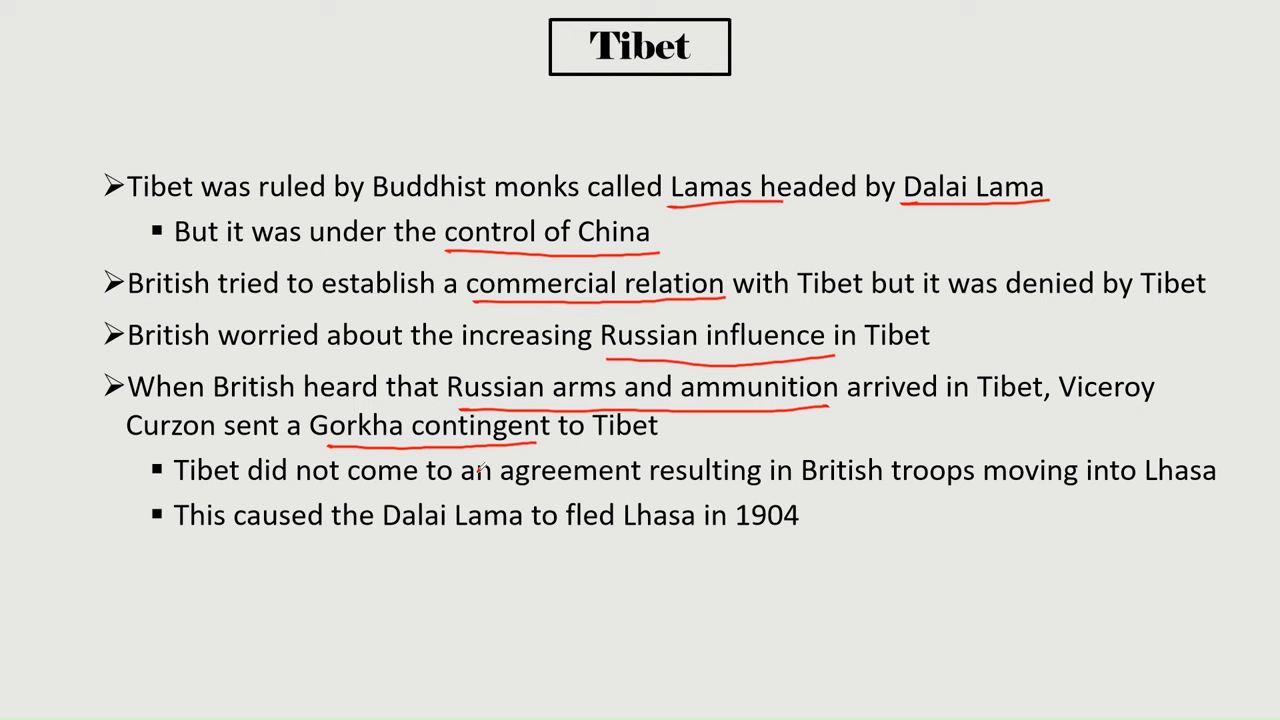 Tibet
➢Tibet was ruled by Buddhist monks called Lamas headed by Dalai Lama
▪ But it was under the control of China
➢British tried to establish a commercial relation with Tibet but it was denied by Tibet
➢British worried about the increasing Russian influence in Tibet
➢When British heard that Russian arms and ammunition arrived in Tibet, Viceroy
Curzon sent a Gorkha contingent to Tibet
▪ Tibet did not come to an agreement resulting in British troops moving into Lhasa
▪ This caused the Dalai Lama to fled Lhasa in 1904